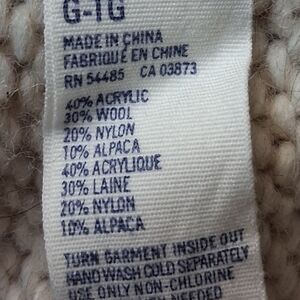 G-TG
MADE IN CHINA
FABRIQUÉ EN CHINE
RN 54485 CA 03873
40% ACRYLIC
30% WOOL
20% NYLON
10% ALPACA
40% ACRYLIQUE
30% LAINE
20% NYLON
10% ALPACA
TURN GARMENT INSIDE OUT
HAND WASH COLD SEPARATELY
USE ONLY NON-CHLORINE
NEEDED